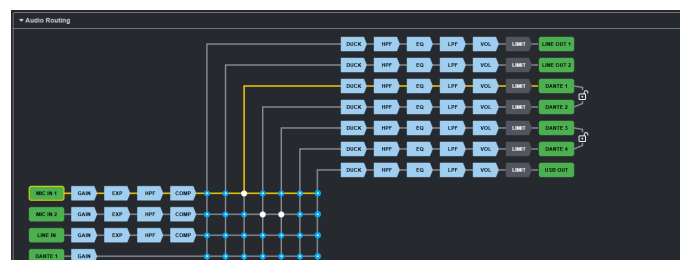 Audio Routing
DUCK HPF EQ LPF VOL LIMIT LINE OUT 1
DUCK HPF EQ LPF VOL LIMIT LINE OUT 2
DUCK HPF EQ LPF VOL LIMIT DANTE 1
DUCK HPF EQ LPF VOL LIMIT DANTE 2
DUCK HPF EQ LPF VOL LIMIT DANTE 3
DUCK HPF EQ LPF VOL LIMIT DANTE 4
DUCK HPF EQ LPF VOL LIMIT USB OUT
MIC IN 1 GAIN EXP HPF COMP
MIC IN 2 GAIN EXP HPF COMP
LINE IN GAIN EXP HPF COMP
DANTE 1 GAIN